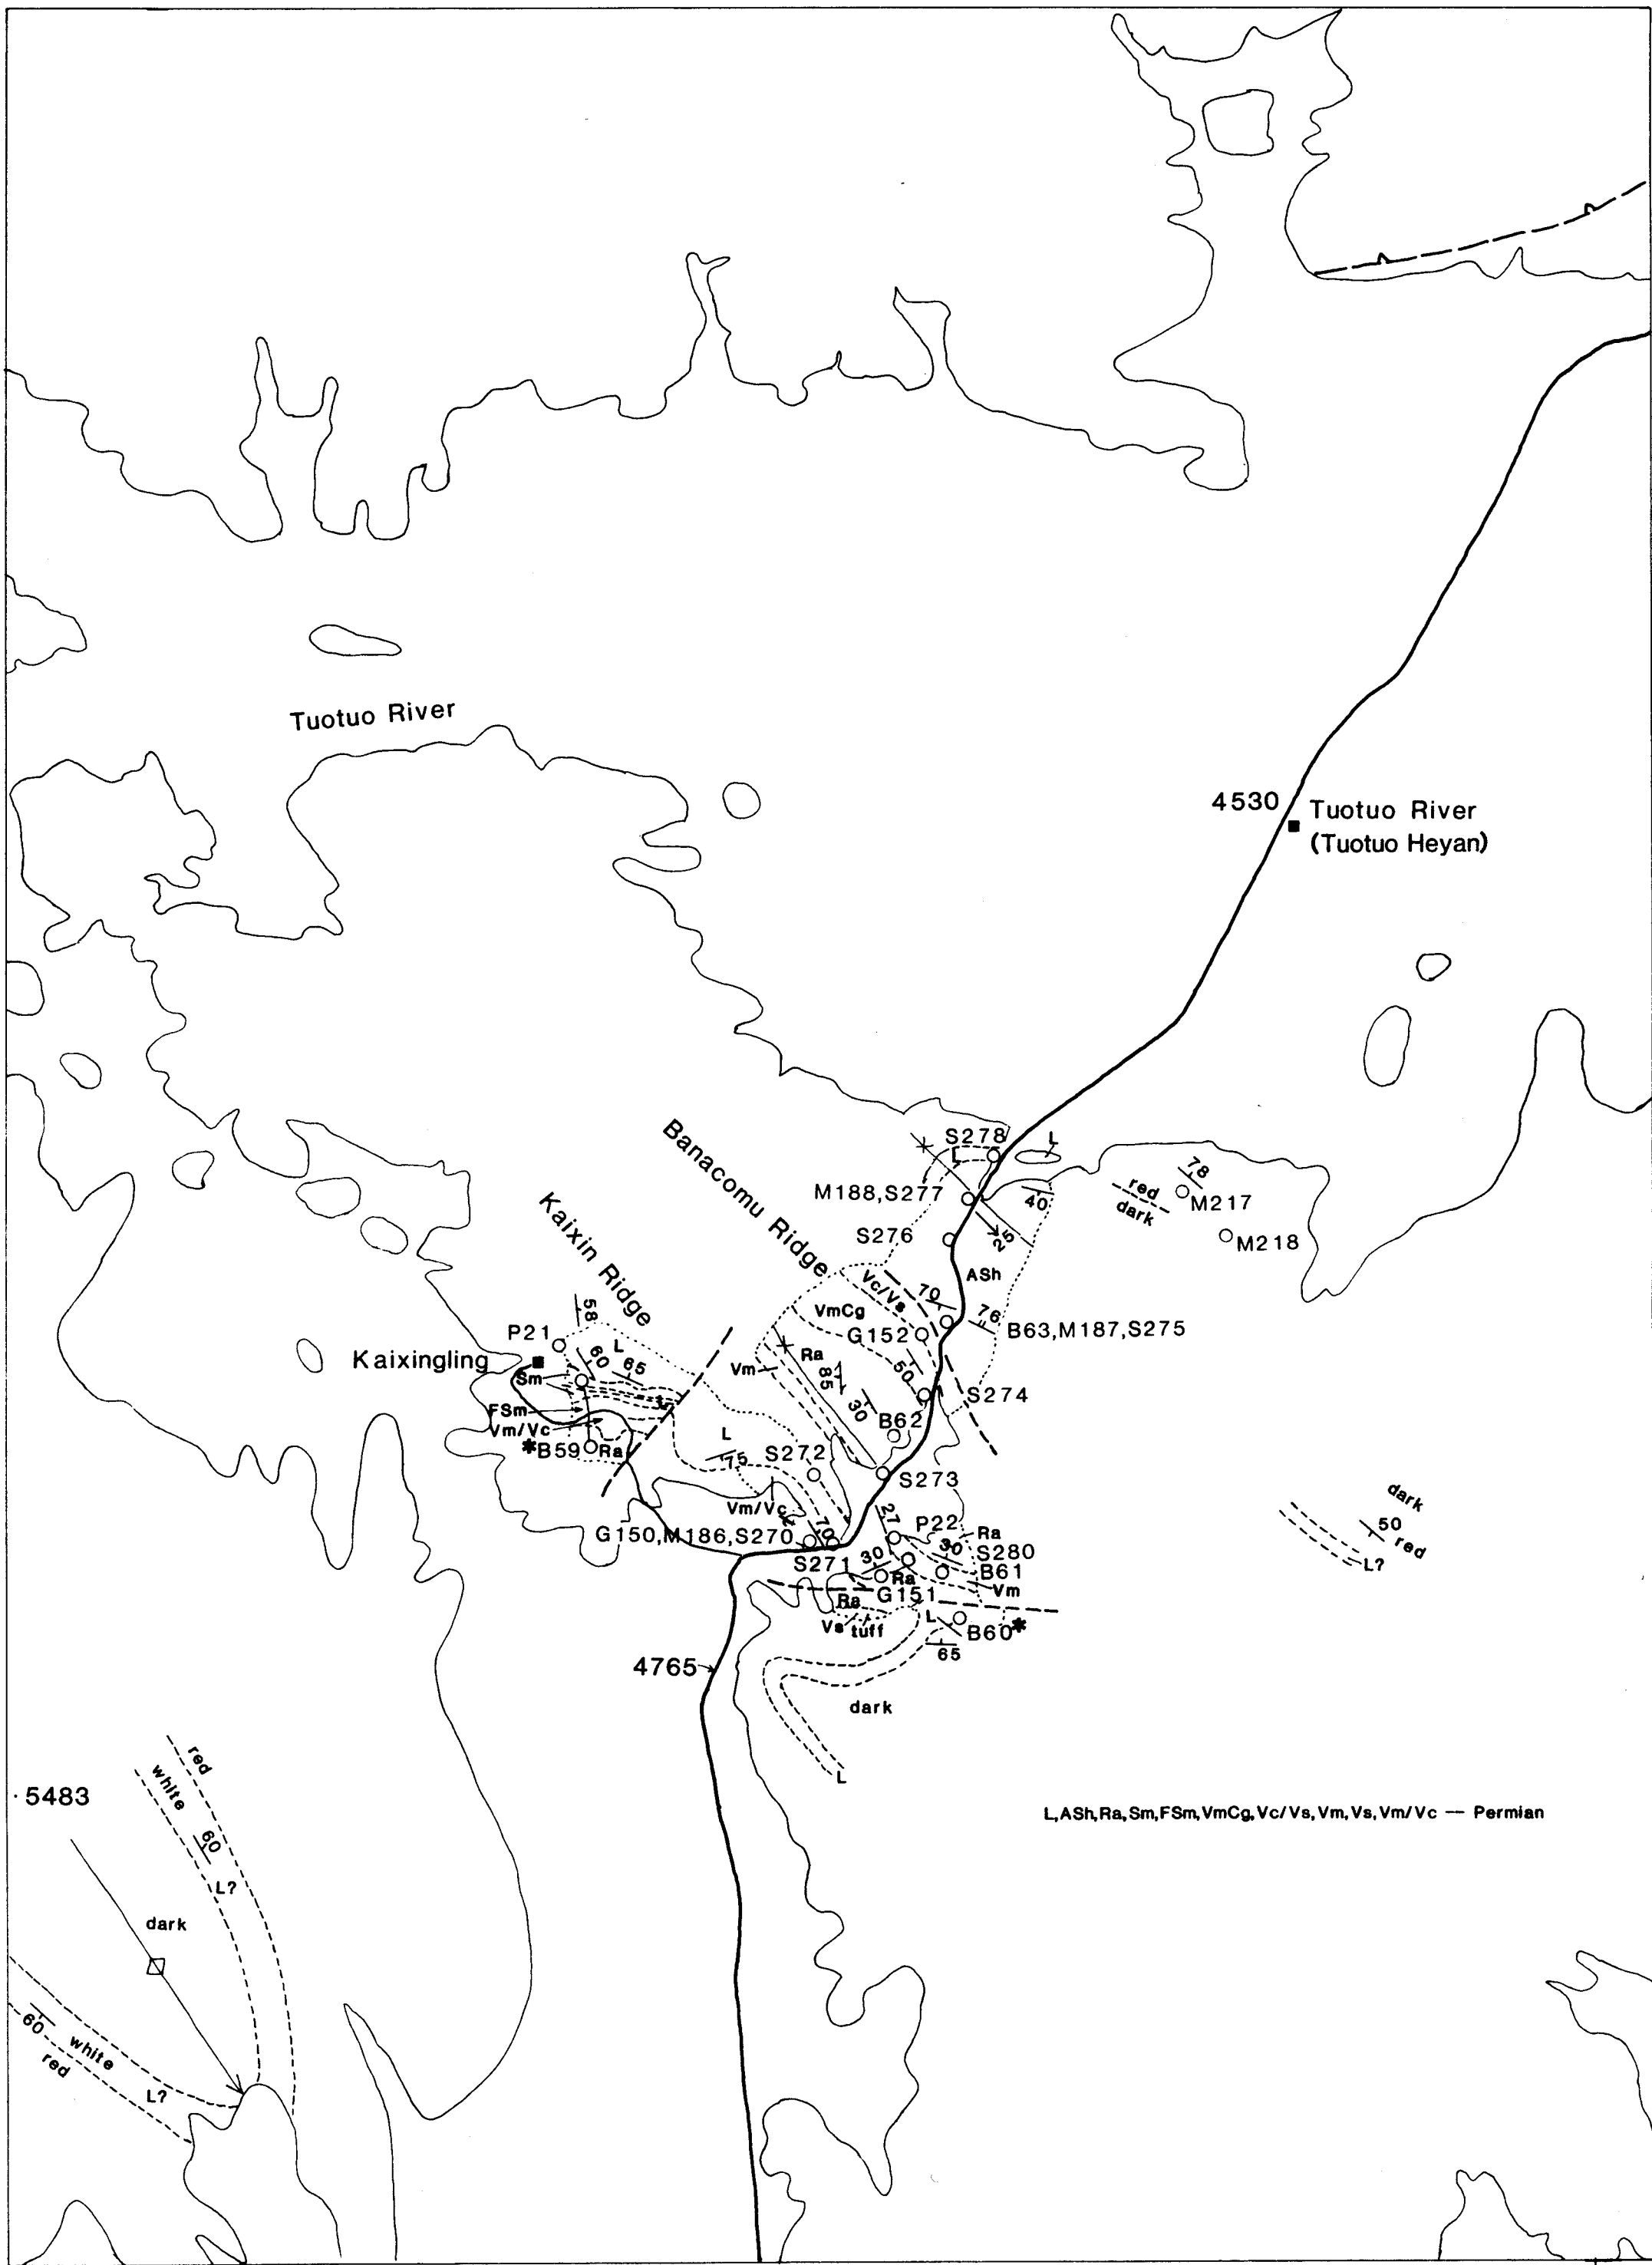 Tuotuo River
4530
Tuotuo River
(Tuotuo Heyan)
S278
L
L
78
M188,S277
40
red
dark
M217
S276
25
M218
Banacomu Ridge
Kaixin Ridge
ASh
Vc/Vs
70
76
VmCg
G152
B63,M187,S275
58
P21
L
Kaixingling
60
65
Vm
Ra
85
50
Sm
30
S274
FSm
B62
Vm/Vc
L
*B59
Ra
75
S272
S273
dark
50
red
L?
Vm/Vc
27
P22
Ra
G150,M186,S270
70
30
S280
S271
30
Ra
B61
Vm
G151
Ra
L
Vs
tuff
B60*
65
4765
dark
L
red
white
5483
60
L?
L,ASh,Ra,Sm,FSm,VmCg,Vc/Vs,Vm,Vs,Vm/Vc — Permian
dark
60
white
red
L?